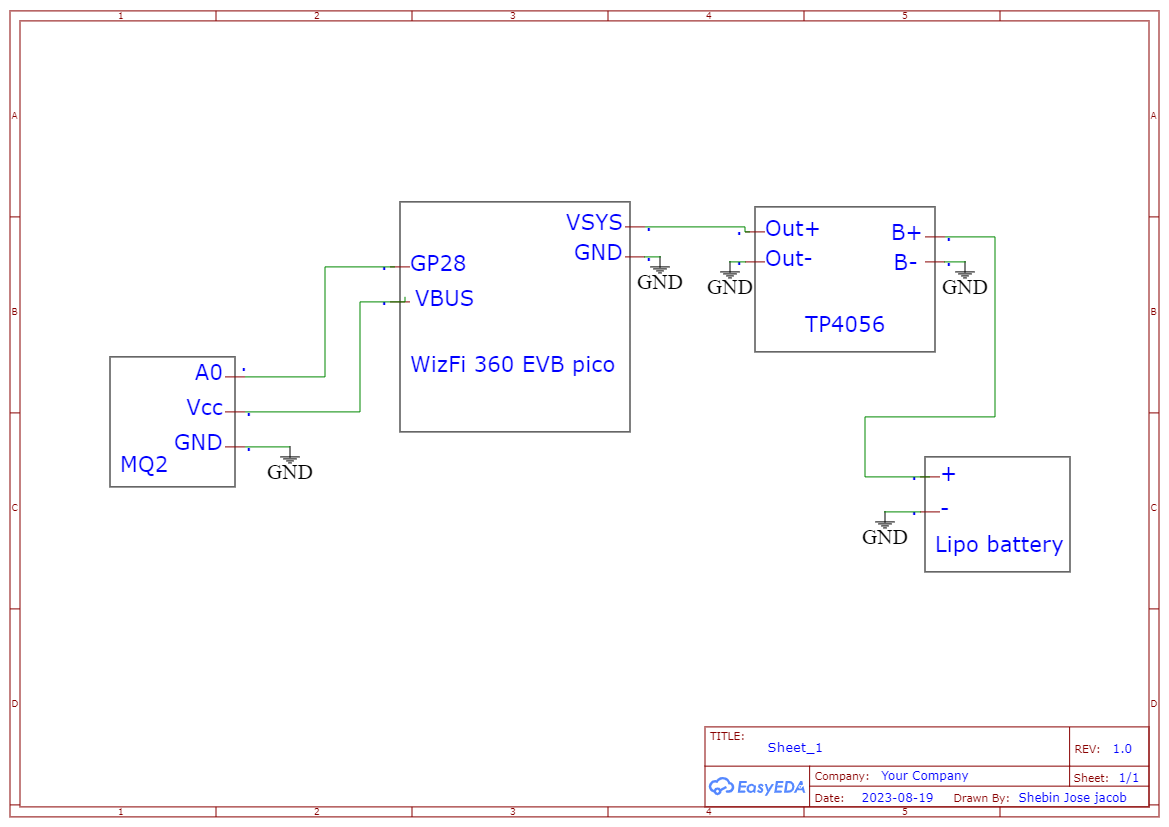 1 2 3 4 5
A A
B B
C C
D D
VSYS
GND
GND
GP28
VBUS
WizFi 360 EVB pico
Out+
Out-
GND
B+
B-
GND
TP4056
A0
Vcc
GND
MQ2
GND
+
-
GND
Lipo battery
TITLE:
Sheet_1
REV: 1.0
EasyEDA
Company: Your Company
Sheet: 1/1
Date: 2023-08-19 Drawn By: Shebin Jose jacob
1 2 3 4 5